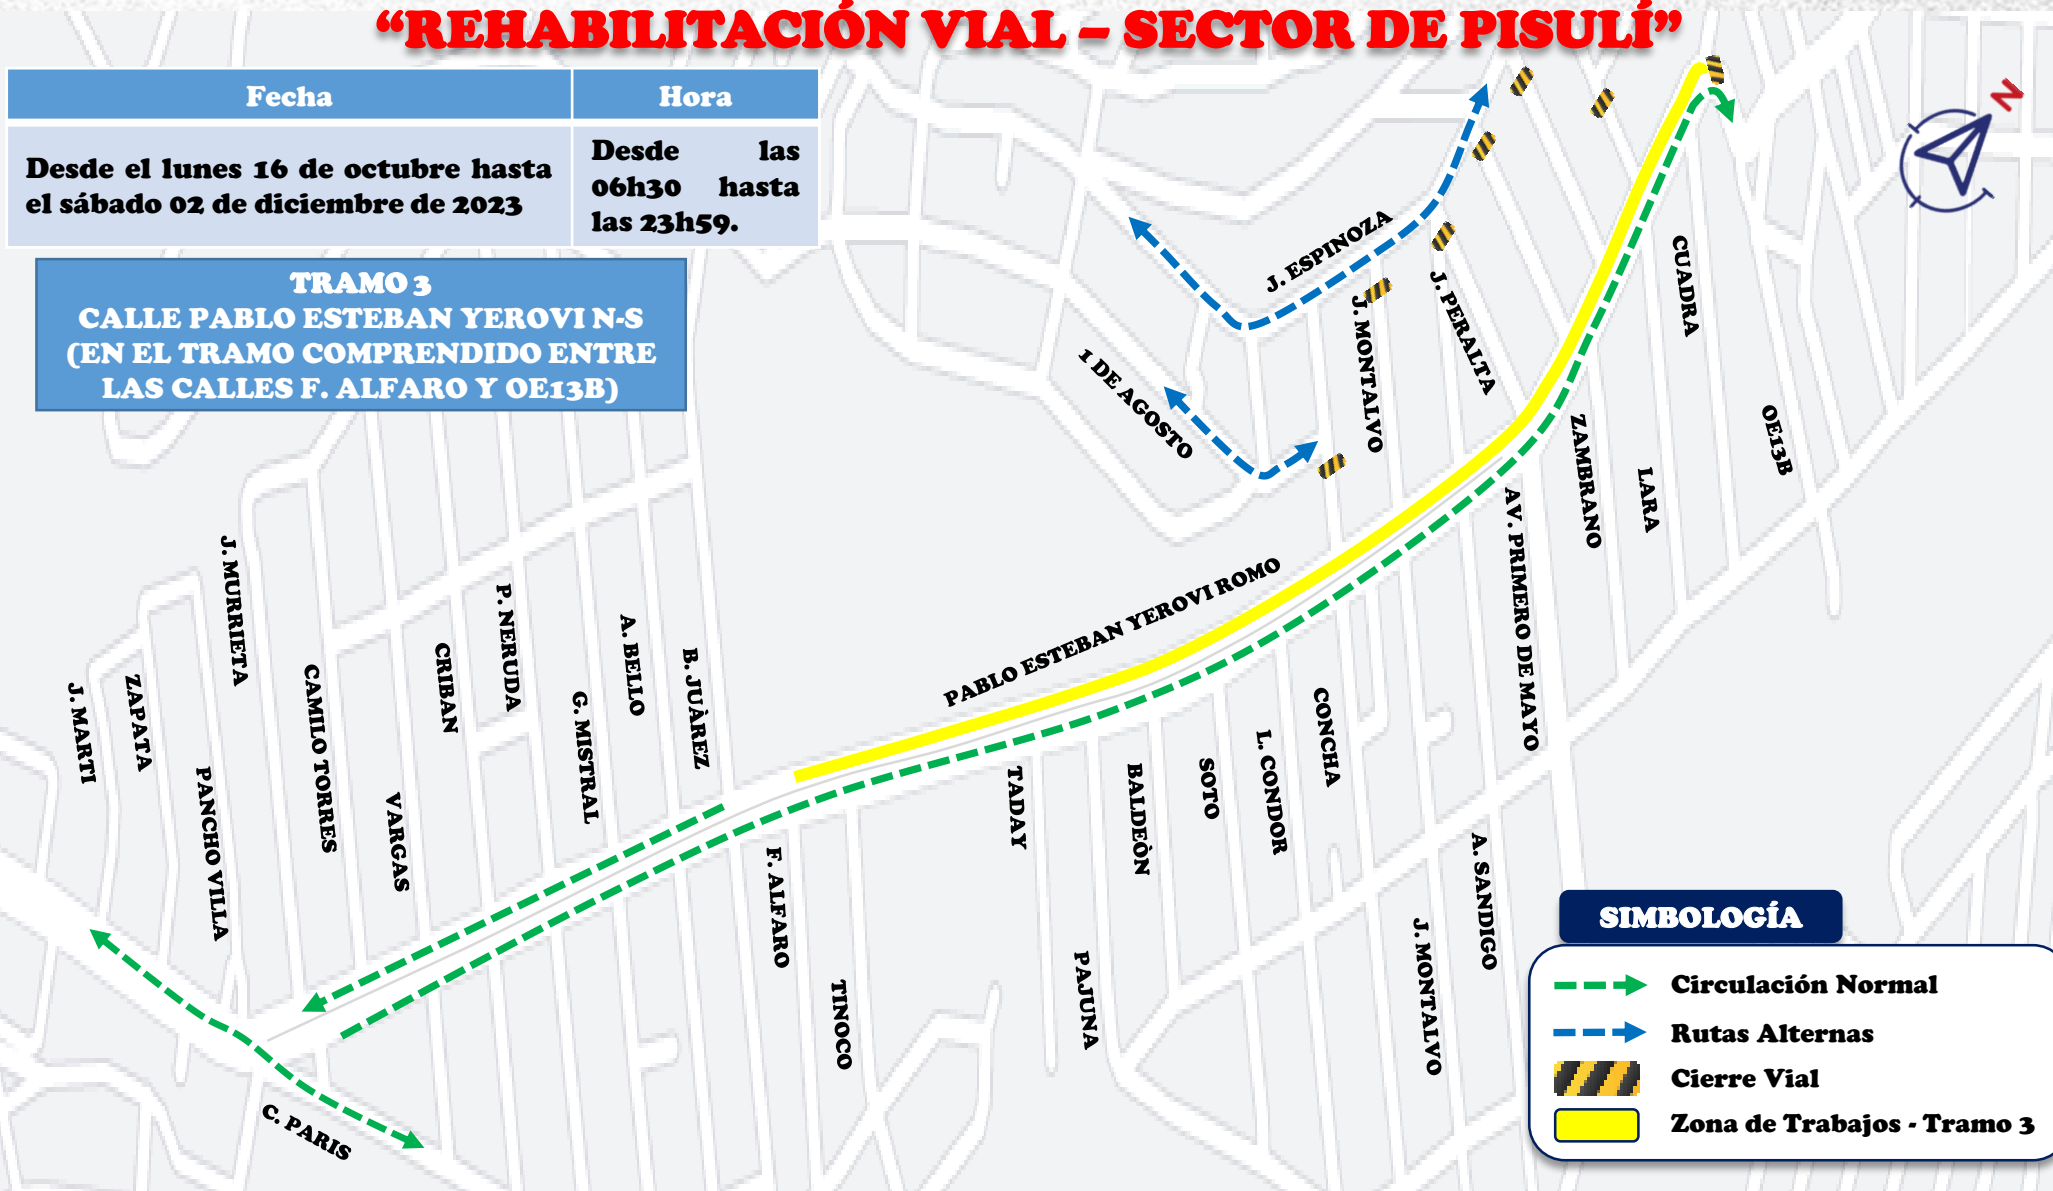 “REHABILITACIÓN VIAL – SECTOR DE PISULÍ”
Fecha
Hora
Desde el lunes 16 de octubre hasta
el sábado 02 de diciembre de 2023
Desde las
06h30 hasta
las 23h59.
TRAMO 3
CALLE PABLO ESTEBAN YEROVI N-S
(EN EL TRAMO COMPRENDIDO ENTRE
LAS CALLES F. ALFARO Y OE13B)
N
J. ESPINOZA
J. MONTALVO
J. PERALTA
CUADRA
1 DE AGOSTO
OE13B
ZAMBRANO
LARA
AV. PRIMERO DE MAYO
PABLO ESTEBAN YEROVI ROMO
J. MURRIETA
J. MARTI
ZAPATA
PANCHO VILLA
CAMILO TORRES
VARGAS
CRIBAN
P. NERUDA
G. MISTRAL
A. BELLO
B. JUÀREZ
F. ALFARO
TINOCO
TADAY
PAJUNA
BALDEÒN
SOTO
L. CONDOR
CONCHA
J. MONTALVO
A. SANDIGO
C. PARIS
SIMBOLOGÍA
Circulación Normal
Rutas Alternas
Cierre Vial
Zona de Trabajos - Tramo 3